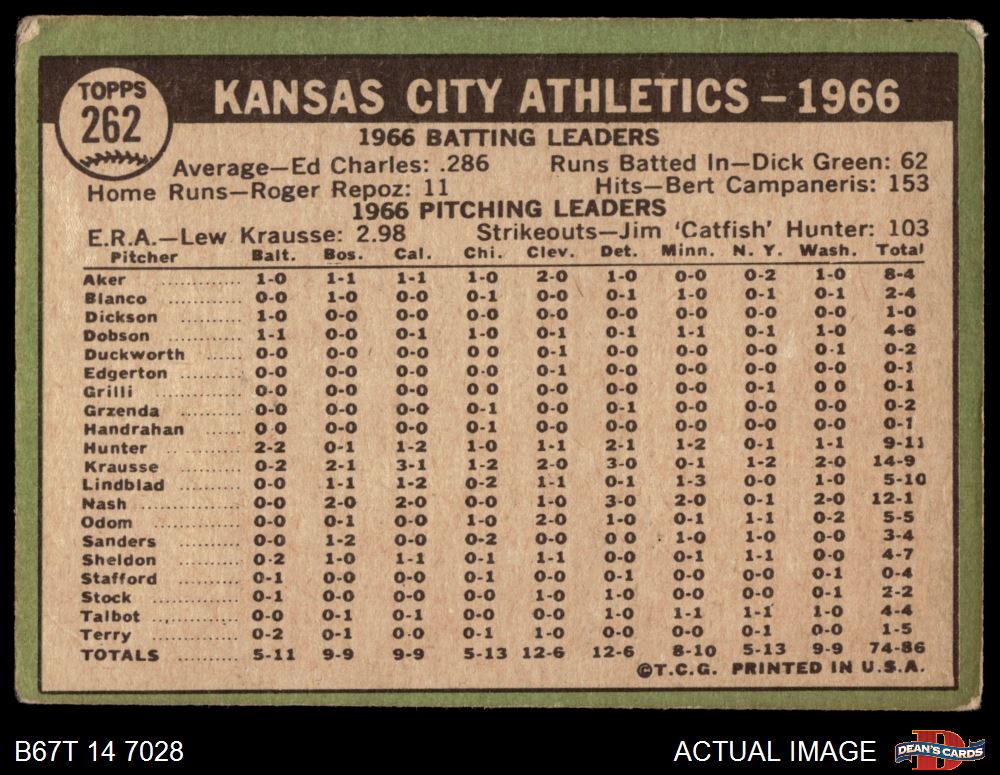 TOPPS
262
KANSAS CITY ATHLETICS – 1966
1966 BATTING LEADERS
Average—Ed Charles: .286 Runs Batted In—Dick Green: 62
Home Runs—Roger Repoz: 11 Hits—Bert Campaneris: 153
1966 PITCHING LEADERS
E.R.A.—Lew Krausse: 2.98 Strikeouts—Jim 'Catfish' Hunter: 103
Pitcher Balt. Bos. Cal. Chi. Clev. Det. Minn. N. Y. Wash. Total
Aker .......... 1-0 1-1 1-1 1-0 2-0 1-0 0-0 0-2 1-0 8-4
Blanco .......... 0-0 1-0 0-0 0-1 0-0 0-1 1-0 0-1 0-1 2-4
Dickson .......... 1-0 0-0 0-0 0-0 0-0 0-0 0-0 0-0 0-0 1-0
Dobson .......... 1-1 0-0 0-1 1-0 0-1 0-1 1-1 0-1 1-0 4-6
Duckworth ...... 0-0 0-0 0-0 0 0 0-1 0-0 0-0 0-0 0-1 0-2
Edgerton .......... 0-0 0-0 0-0 0-0 0-1 0-0 0-0 0-0 0-0 0-1
Grilli .......... 0-0 0-0 0-0 0 0 0-0 0-0 0-0 0-1 0 0 0-1
Grzenda .......... 0-0 0-0 0-0 0-1 0-0 0-1 0-0 0-0 0-0 0-2
Handrahan ...... 0 0 0-0 0-0 0-1 0-0 0-0 0-0 0-0 0-0 0-1
Hunter .......... 2-2 0-1 1-2 1-0 1-1 2-1 1-2 0-1 1-1 9-11
Krausse .......... 0-2 2-1 3-1 1-2 2-0 3-0 0-1 1-2 2-0 14-9
Lindblad .......... 0-0 1-1 1-2 0-2 1-1 0-1 1-3 0-0 1-0 5-10
Nash .......... 0-0 2-0 2-0 1-0 0-0 3-0 2-0 0-1 2-0 12-1
Odom .......... 0-0 0-1 0-0 1-0 2-0 1-0 0-1 1-1 0-2 5-5
Sanders .......... 0-0 1-2 0-0 0-2 0-0 0 0 1-0 1-0 0-0 3-4
Sheldon .......... 0-2 1-0 1-1 0-1 1-1 0-0 0-1 1-1 0-0 4-7
Stafford .......... 0-1 0-0 0-0 0-1 0-0 0-1 0-0 0-0 0-1 0-4
Stock .......... 0-1 0-0 0-1 0-0 1-0 1-0 0-0 0-0 0-1 2-2
Talbot .......... 0-0 0-1 0-1 0-0 0-0 1-0 1-1 1-1 1-0 4-4
Terry .......... 0-2 0-1 0-0 0-1 1-0 0-0 0-0 0-1 0-0 1-5
TOTALS .......... 5-11 9-9 9-9 5-13 12-6 12-6 8-10 5-13 9-9 74-86
©T.C.G. PRINTED IN U.S.A.
B67T 14 7028 ACTUAL IMAGE
DEAN'S CARDS